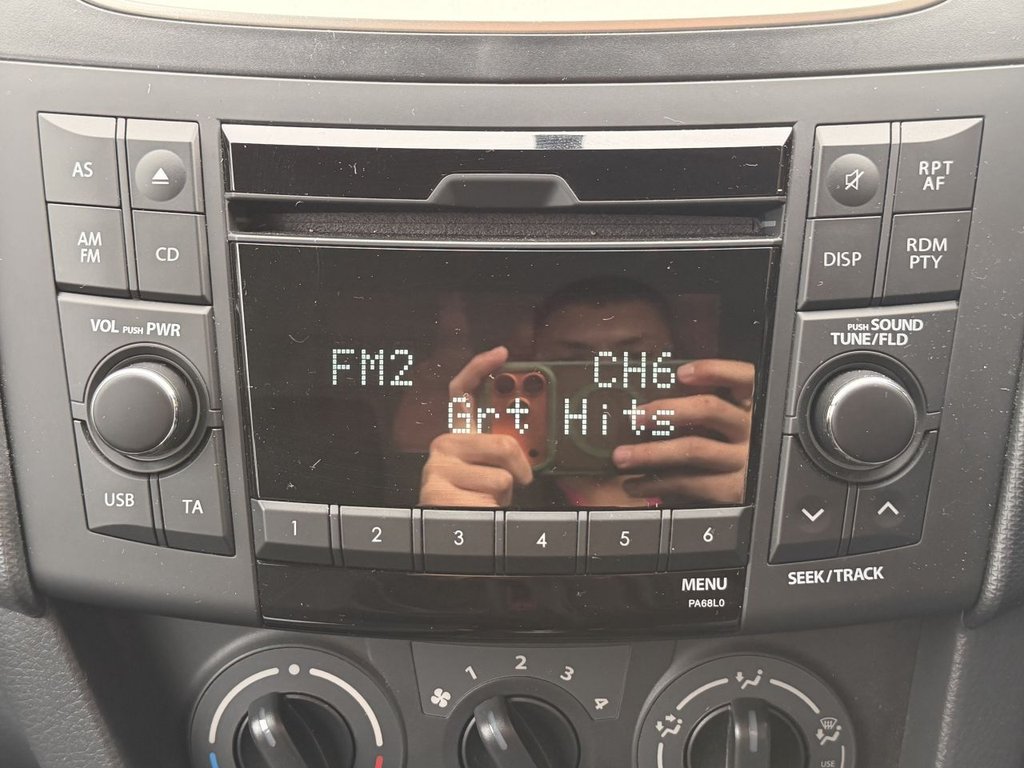 AS
AM
FM
CD
VOL PUSH PWR
USB
TA
FM2 CH6
Grt Hits
1 2 3 4 5 6
MENU
PA68L0
RPT
AF
DISP
RDM
PTY
PUSH SOUND
TUNE/FLD
SEEK/TRACK
1 2 3 4
USE